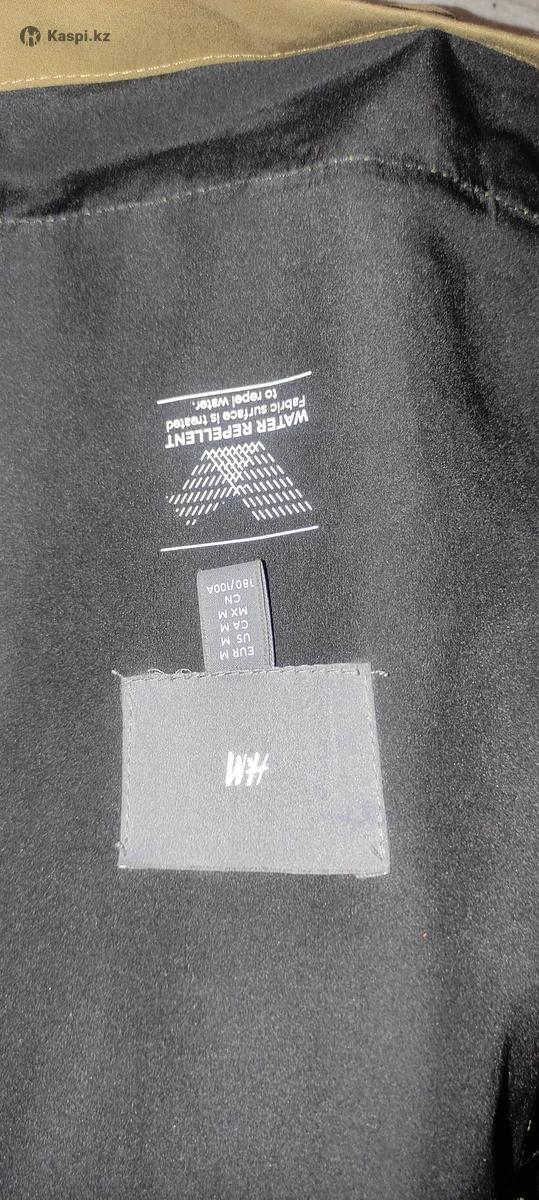 Kaspi.kz
WATER REPELLENT
Fabric surface is treated
to repel water.
EUR M
US M
CA M
MX M
CN
180/100A
H&M